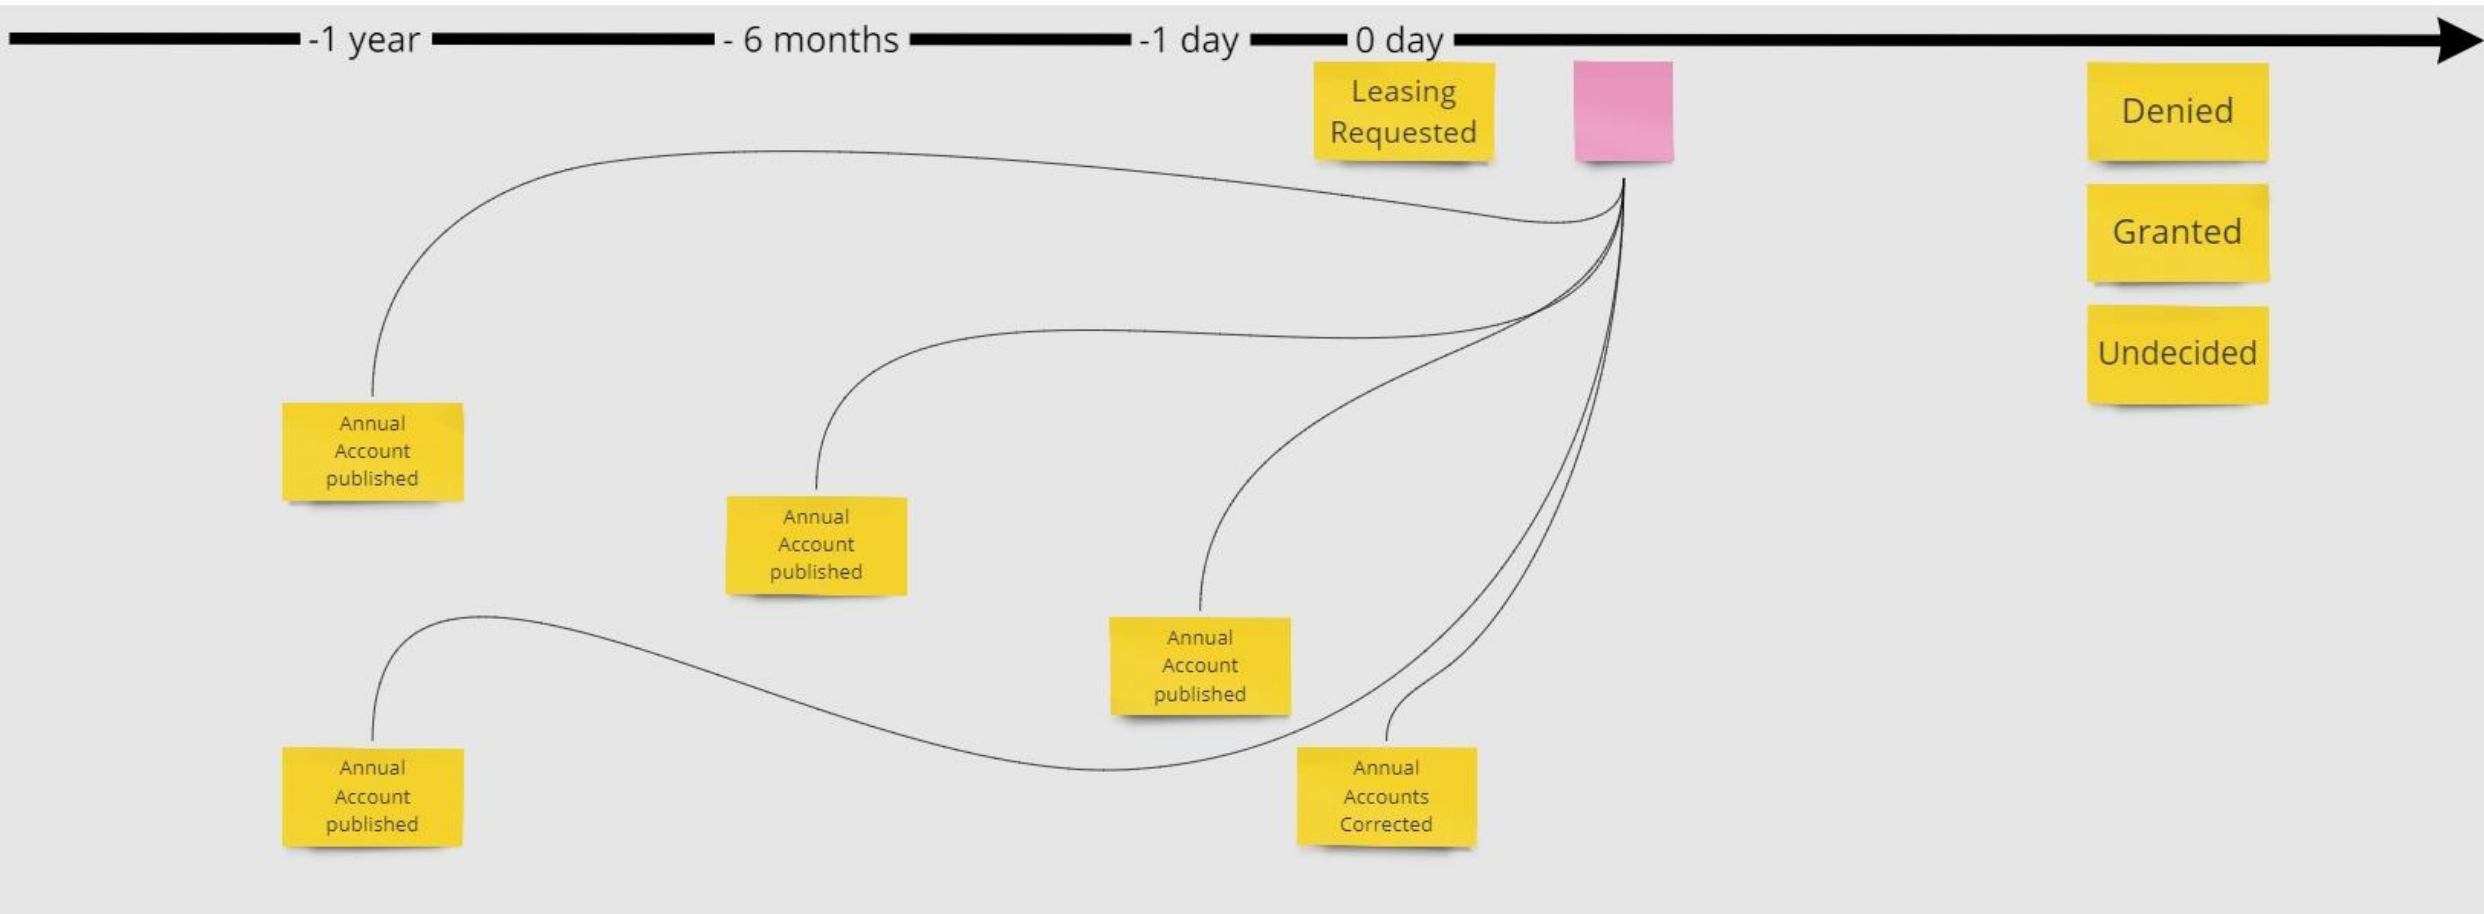 -1 year
- 6 months
-1 day
0 day
Leasing
Requested
Denied
Granted
Undecided
Annual
Account
published
Annual
Account
published
Annual
Account
published
Annual
Account
published
Annual
Accounts
Corrected